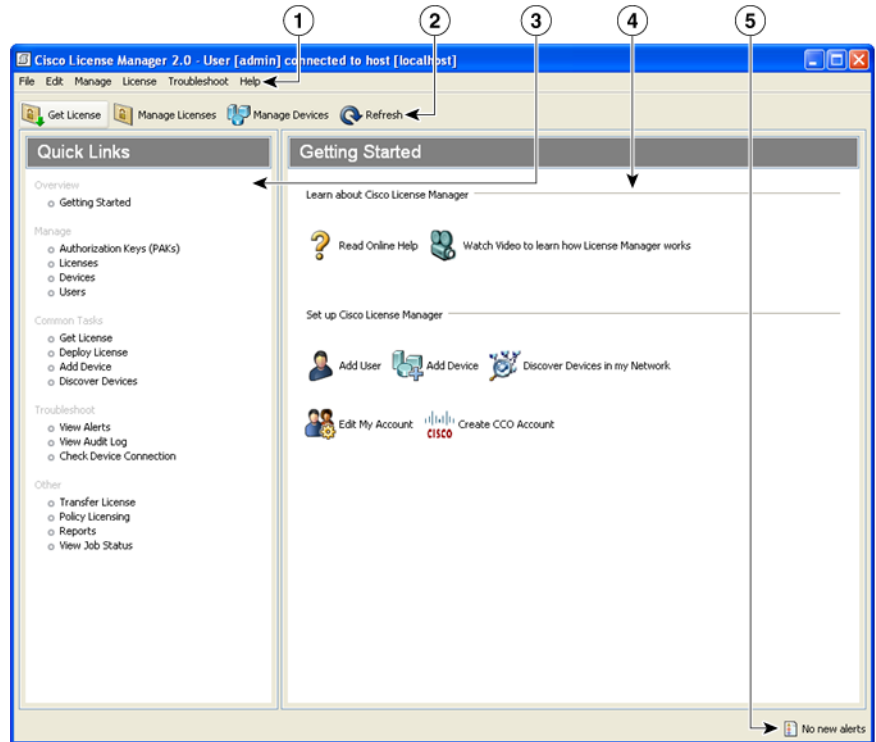 1 2 3 4 5
Cisco License Manager 2.0 - User [admin] connected to host [localhost]
File Edit Manage License Troubleshoot Help
Get License Manage Licenses Manage Devices Refresh
Quick Links
Overview
Getting Started
Manage
Authorization Keys (PAKs)
Licenses
Devices
Users
Common Tasks
Get License
Deploy License
Add Device
Discover Devices
Troubleshoot
View Alerts
View Audit Log
Check Device Connection
Other
Transfer License
Policy Licensing
Reports
View Job Status
Getting Started
Learn about Cisco License Manager
Read Online Help Watch Video to learn how License Manager works
Set up Cisco License Manager
Add User Add Device Discover Devices in my Network
Edit My Account CISCO Create CCO Account
No new alerts